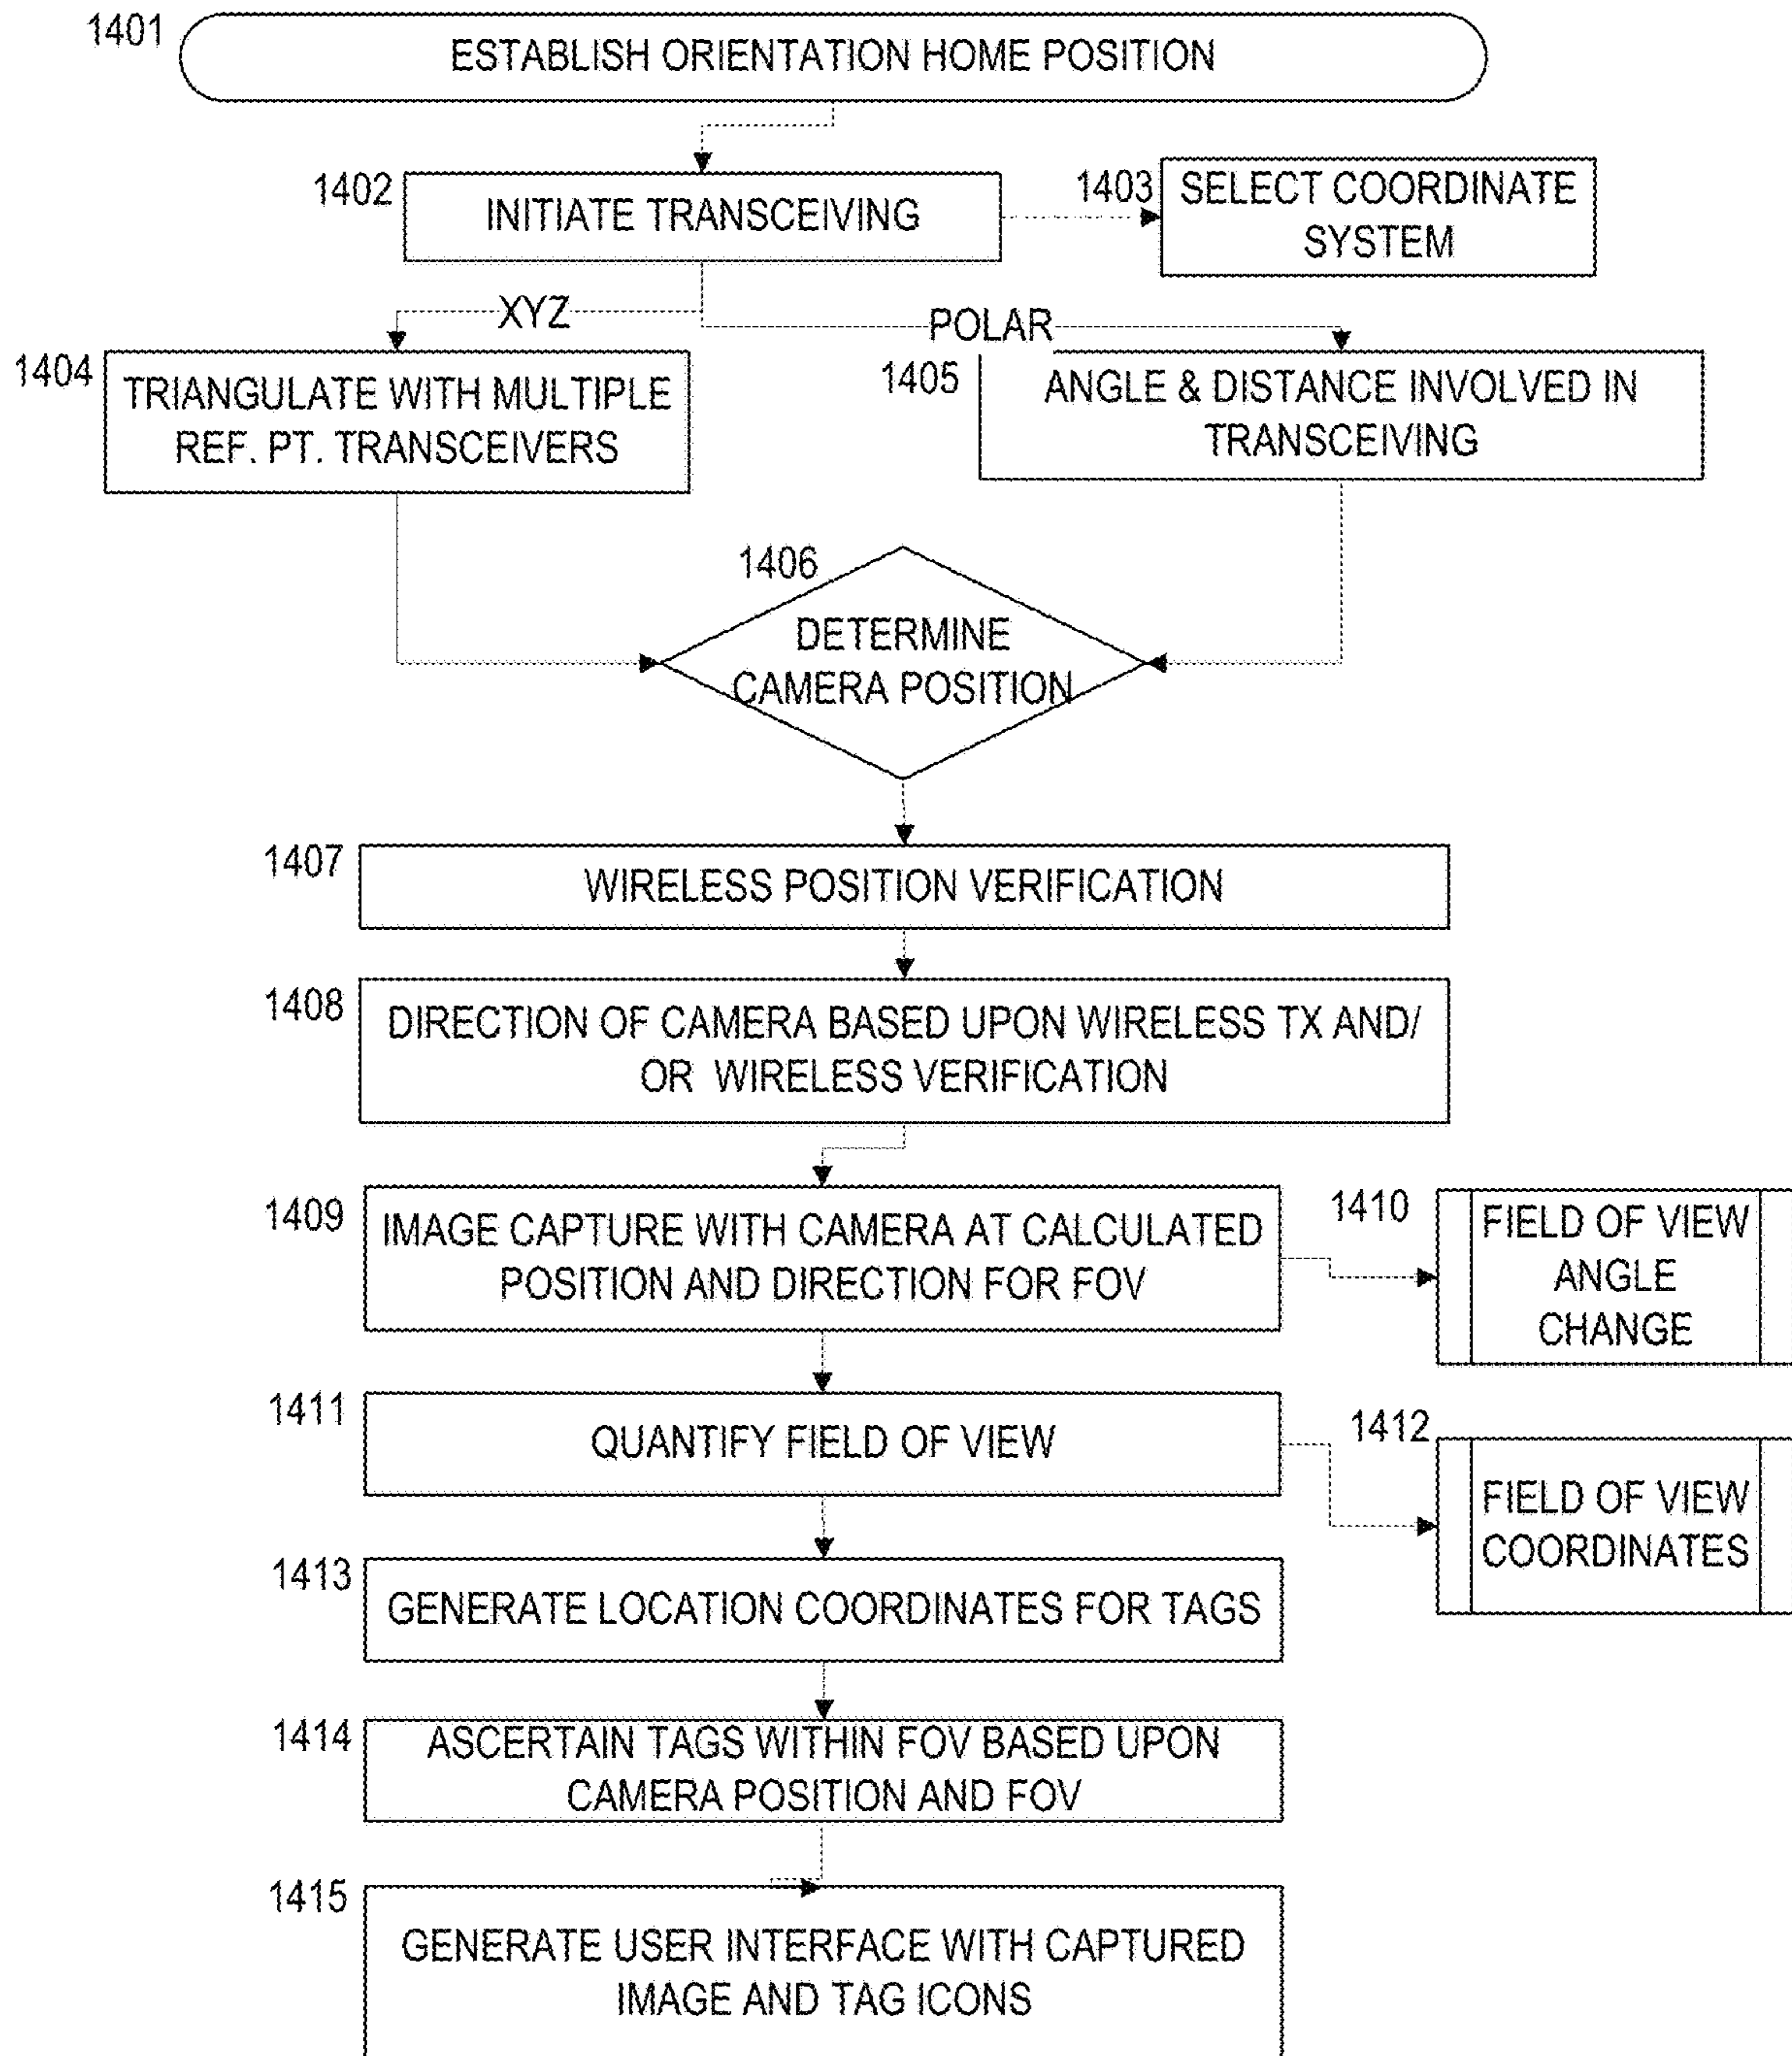 1401
ESTABLISH ORIENTATION HOME POSITION
1402
INITIATE TRANSCEIVING
1403
SELECT COORDINATE
SYSTEM
XYZ
POLAR
1404
TRIANGULATE WITH MULTIPLE
REF. PT. TRANSCEIVERS
1405
ANGLE & DISTANCE INVOLVED IN
TRANSCEIVING
1406
DETERMINE
CAMERA POSITION
1407
WIRELESS POSITION VERIFICATION
1408
DIRECTION OF CAMERA BASED UPON WIRELESS TX AND/
OR WIRELESS VERIFICATION
1409
IMAGE CAPTURE WITH CAMERA AT CALCULATED
POSITION AND DIRECTION FOR FOV
1410
FIELD OF VIEW
ANGLE
CHANGE
1411
QUANTIFY FIELD OF VIEW
1412
FIELD OF VIEW
COORDINATES
1413
GENERATE LOCATION COORDINATES FOR TAGS
1414
ASCERTAIN TAGS WITHIN FOV BASED UPON
CAMERA POSITION AND FOV
1415
GENERATE USER INTERFACE WITH CAPTURED
IMAGE AND TAG ICONS